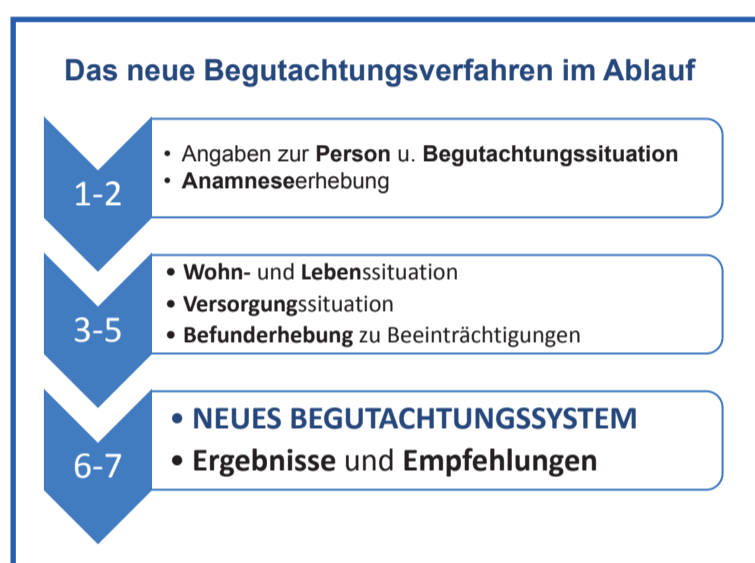 Das neue Begutachtungsverfahren im Ablauf
1-2
• Angaben zur Person u. Begutachtungssituation
• Anamneseerhebung
3-5
• Wohn- und Lebenssituation
• Versorgungssituation
• Befunderhebung zu Beeinträchtigungen
6-7
• NEUES BEGUTACHTUNGSSYSTEM
• Ergebnisse und Empfehlungen